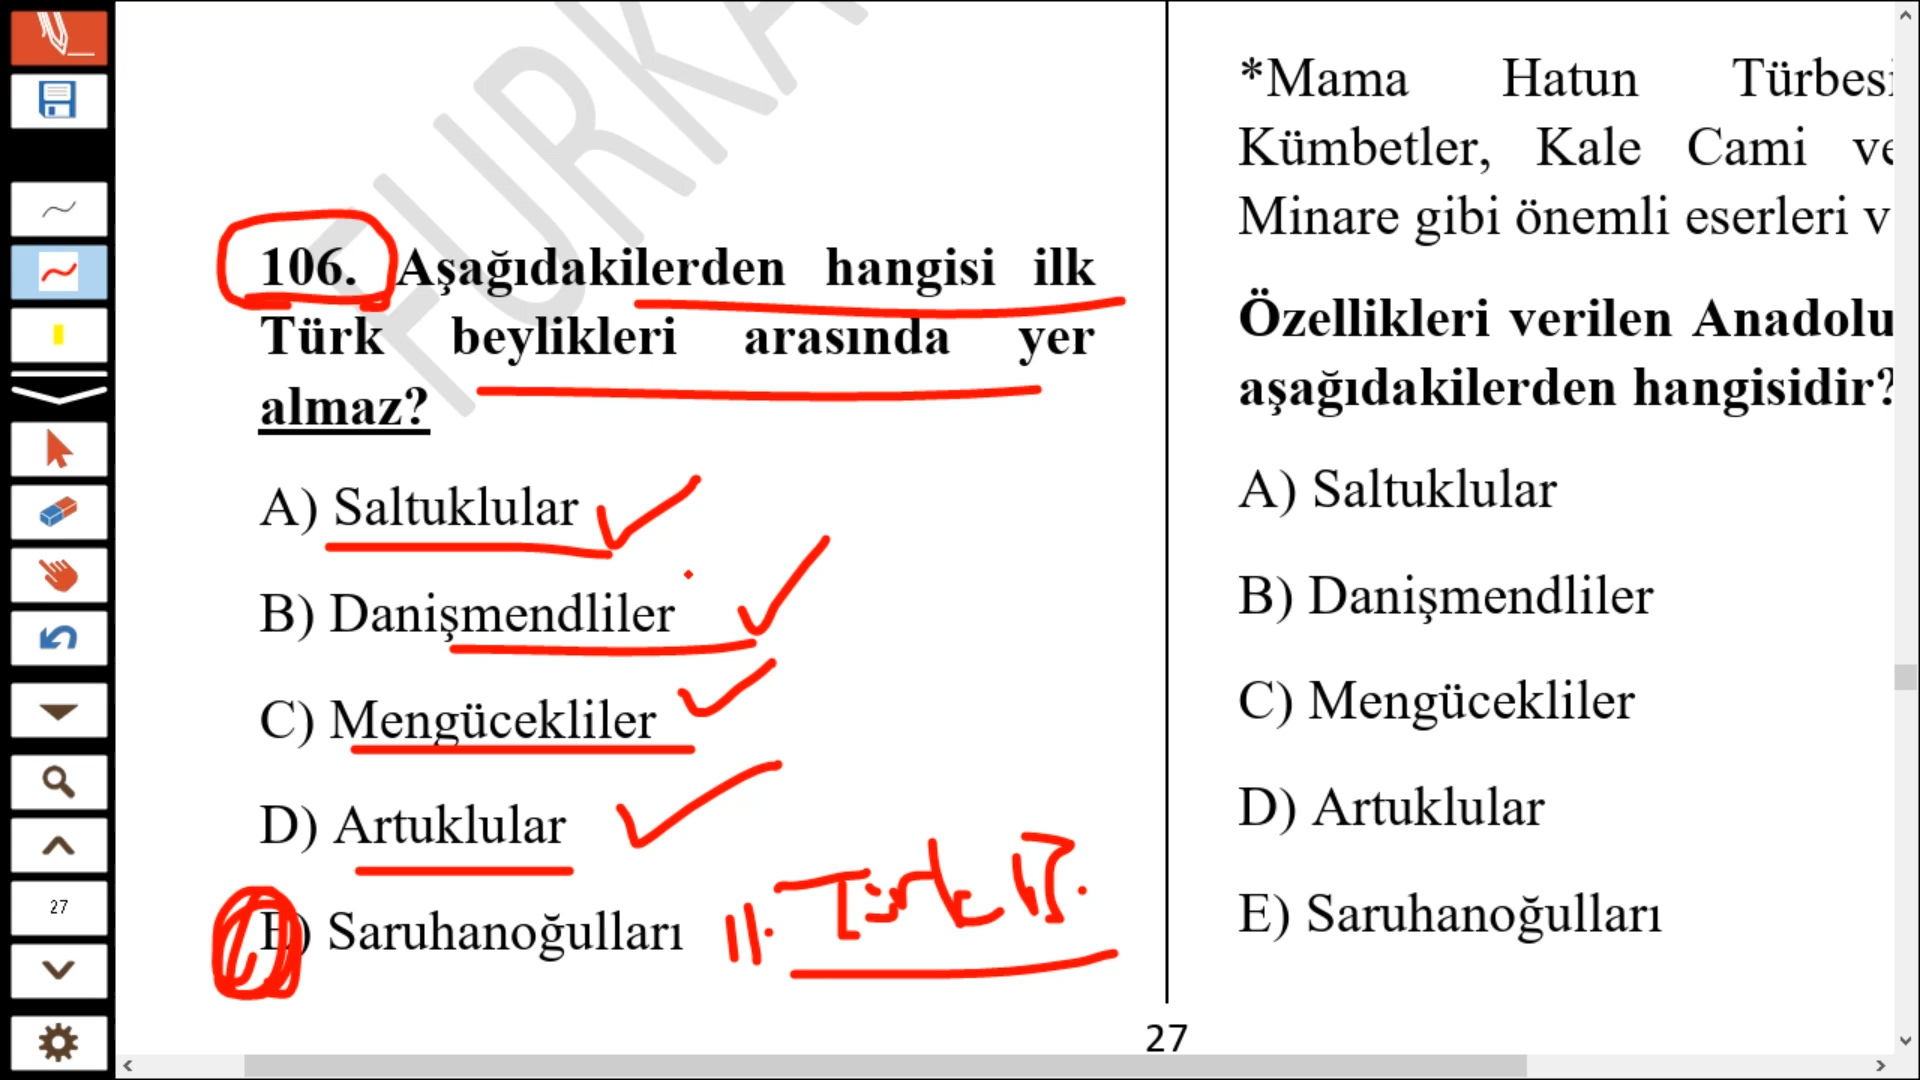 FURKA
106. Aşağıdakilerden hangisi ilk
Türk beylikleri arasında yer
almaz?
A) Saltuklular
B) Danişmendliler
C) Mengücekliler
D) Artuklular
E) Saruhanoğulları
II. Türk B.
*Mama Hatun Türbesi
Kümbetler, Kale Cami ve
Minare gibi önemli eserleri v
Özellikleri verilen Anadolu
aşağıdakilerden hangisidir?
A) Saltuklular
B) Danişmendliler
C) Mengücekliler
D) Artuklular
E) Saruhanoğulları
27
27